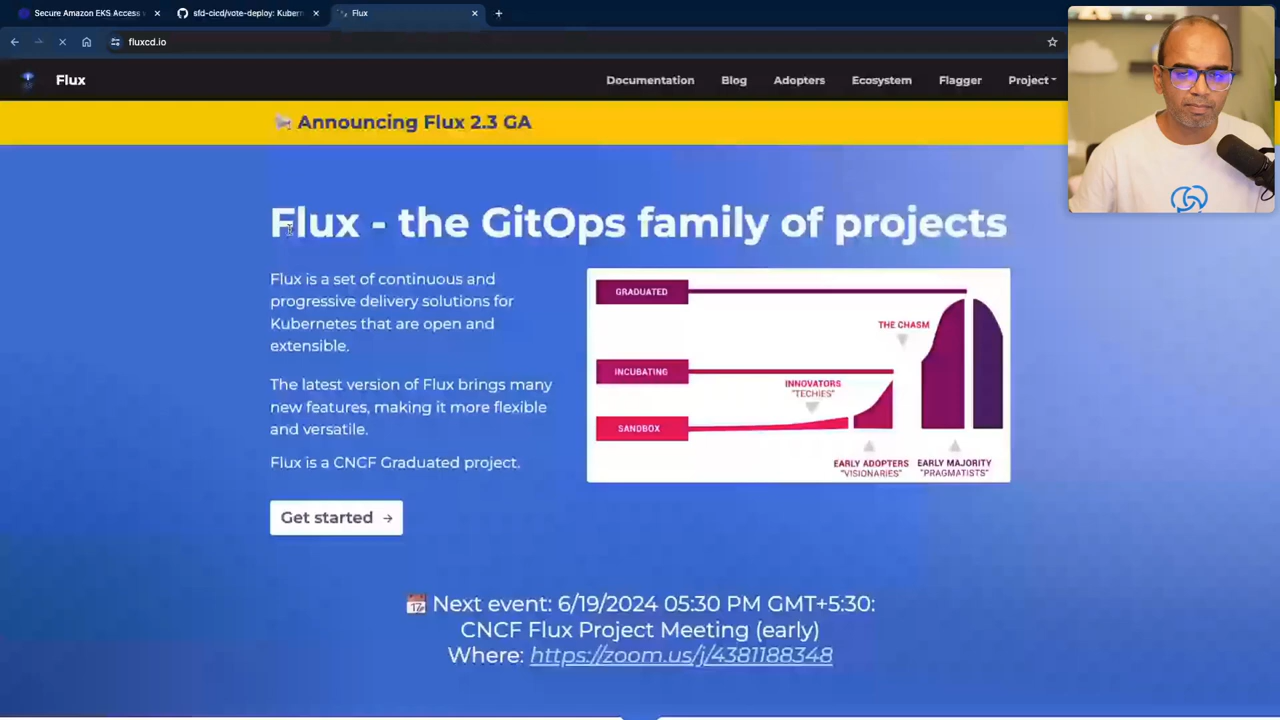 Secure Amazon EKS Access
sfd-cicd/vote-deploy: Kubern
Flux
fluxcd.io
Flux
Documentation
Blog
Adopters
Ecosystem
Flagger
Project
Announcing Flux 2.3 GA
Flux - the GitOps family of projects
Flux is a set of continuous and
progressive delivery solutions for
Kubernetes that are open and
extensible.
The latest version of Flux brings many
new features, making it more flexible
and versatile.
Flux is a CNCF Graduated project.
Get started →
GRADUATED
THE CHASM
INCUBATING
INNOVATORS
"TECHIES"
SANDBOX
EARLY ADOPTERS
"VISIONARIES"
EARLY MAJORITY
"PRAGMATISTS"
Next event: 6/19/2024 05:30 PM GMT+5:30:
CNCF Flux Project Meeting (early)
Where: https://zoom.us/j/4381188348